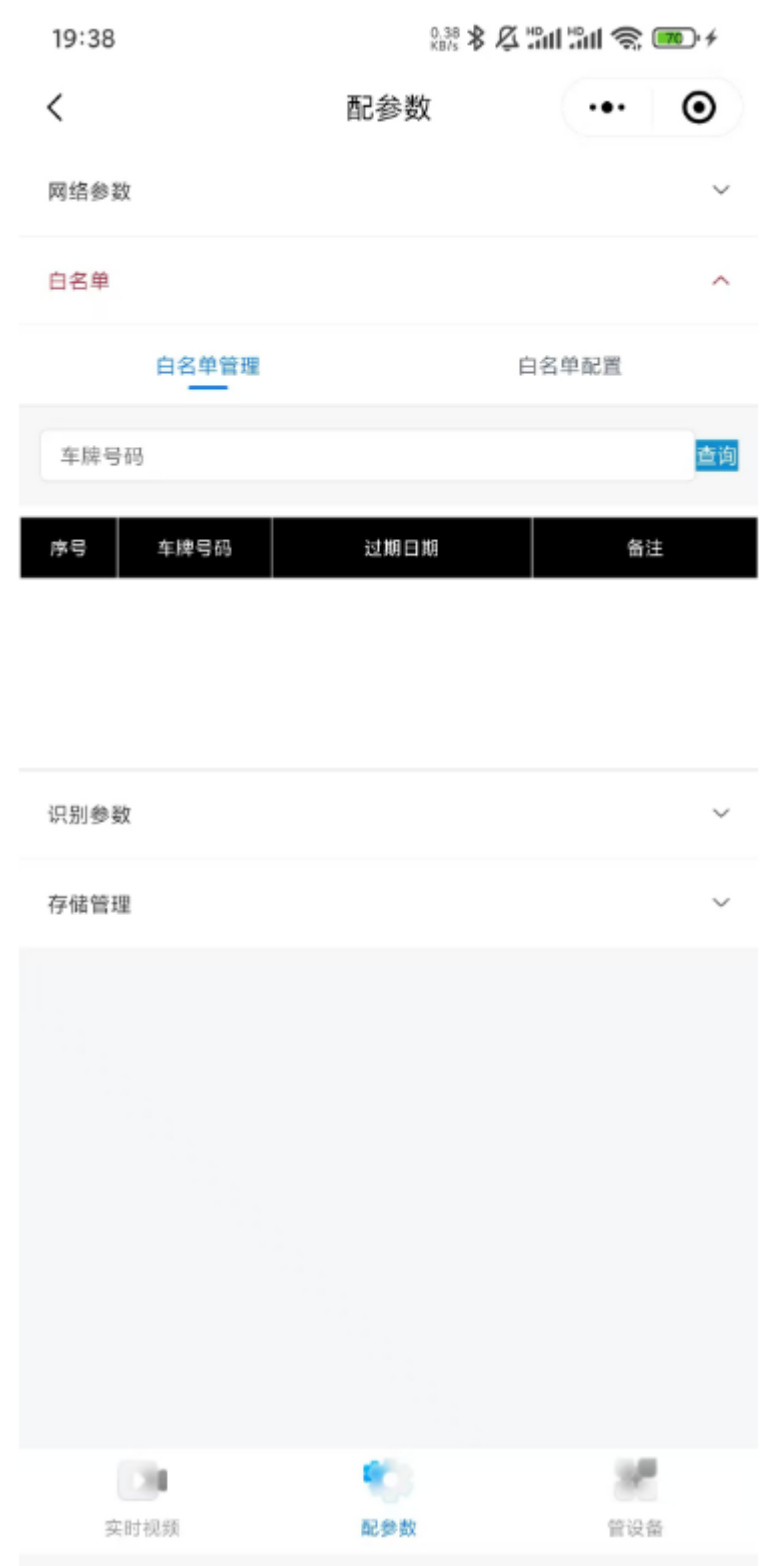 19:38 0.38 KB/s HD HD 70
配参数
网络参数
白名单
白名单管理 白名单配置
车牌号码 查询
序号 车牌号码 过期日期 备注
识别参数
存储管理
实时视频 配参数 管设备